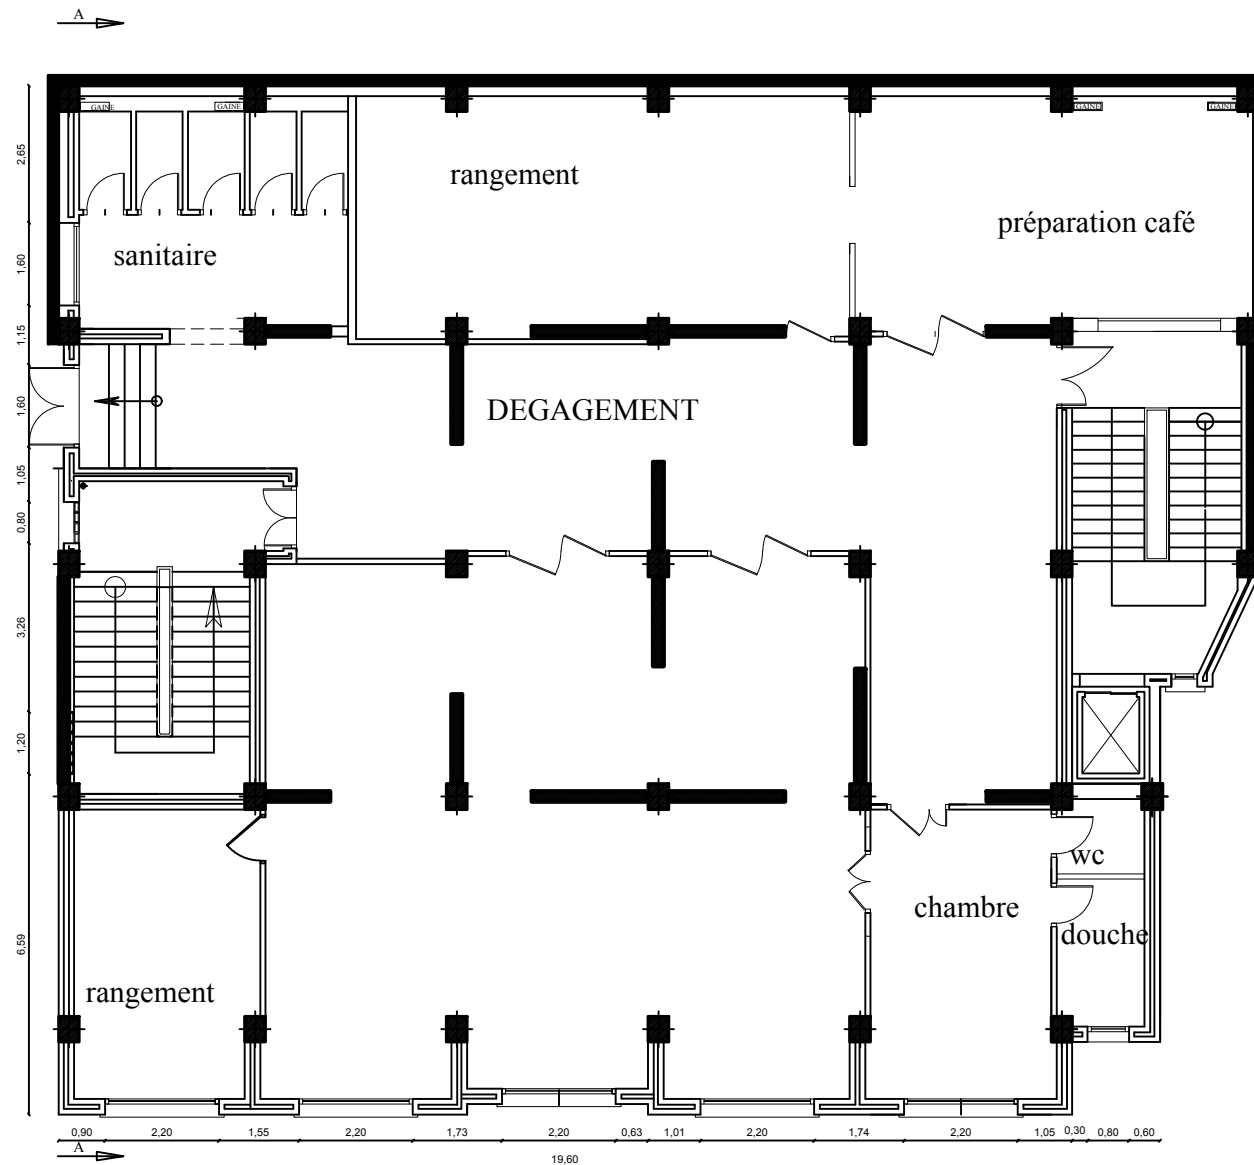 A
GAINE
GAINE
GAINE
GAINE
2,65
rangement
préparation café
sanitaire
1,60
1,15
1,60
DEGAGEMENT
1,05
0,80
3,26
1,20
wc
chambre
douche
6,59
rangement
0,90 2,20 1,55 2,20 1,73 2,20 0,63 1,01 2,20 1,74 2,20 1,05 0,30 0,80 0,60
A
19,60